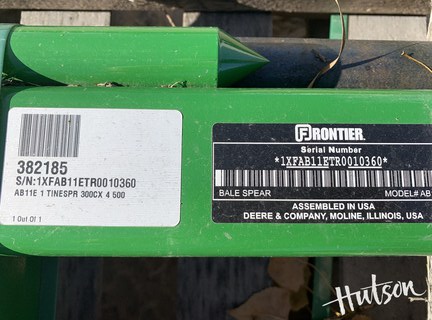 382185
S/N:1XFAB11ETR0010360
AB11E 1 TINESPR 300CX 4 500
1 Out Of 1
FRONTIER
Serial Number
*1XFAB11ETR0010360*
BALE SPEAR MODEL# AB
ASSEMBLED IN USA
DEERE & COMPANY, MOLINE, ILLINOIS, USA
Hutson